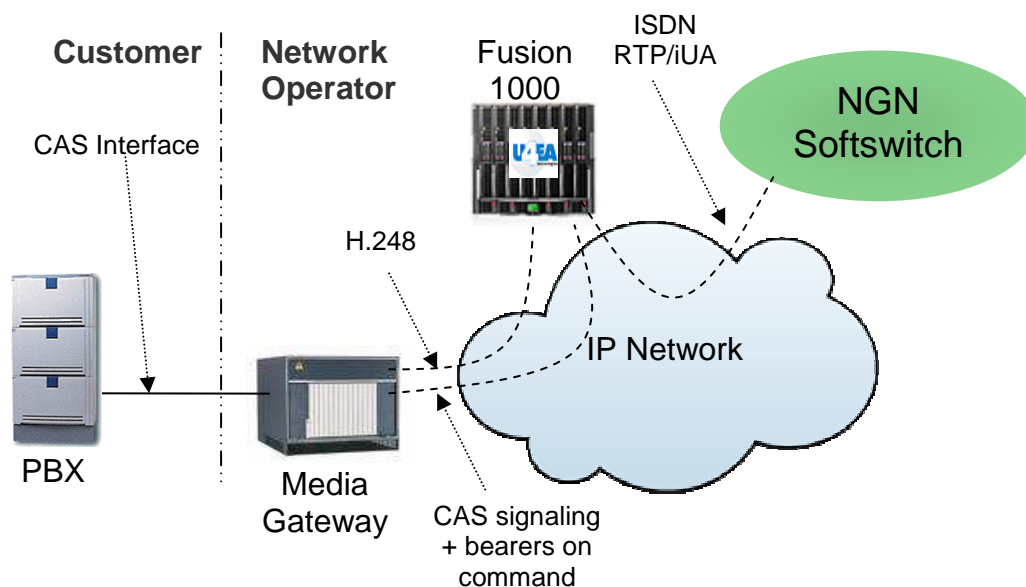 Customer
Network
Operator
Fusion
1000
ISDN
RTP/iUA
NGN
Softswitch
CAS Interface
U4EA
H.248
IP Network
PBX
Media
Gateway
CAS signaling
+ bearers on
command